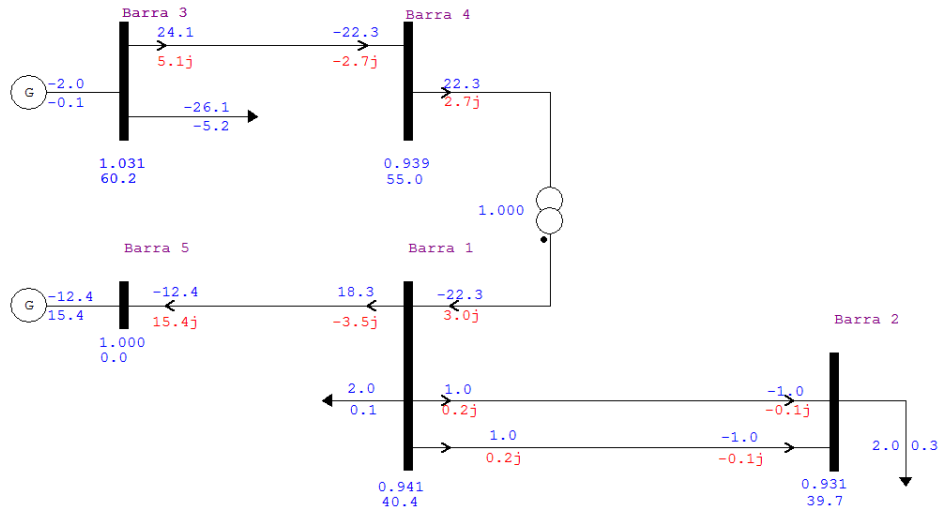 Barra 3
Barra 4
24.1
5.1j
-22.3
-2.7j
G
-2.0
-0.1
22.3
2.7j
-26.1
-5.2
1.031
60.2
0.939
55.0
1.000
Barra 5
Barra 1
G
-12.4
15.4
-12.4
15.4j
18.3
-3.5j
-22.3
3.0j
Barra 2
1.000
0.0
2.0
0.1
1.0
0.2j
-1.0
-0.1j
1.0
0.2j
-1.0
-0.1j
2.0 0.3
0.941
40.4
0.931
39.7